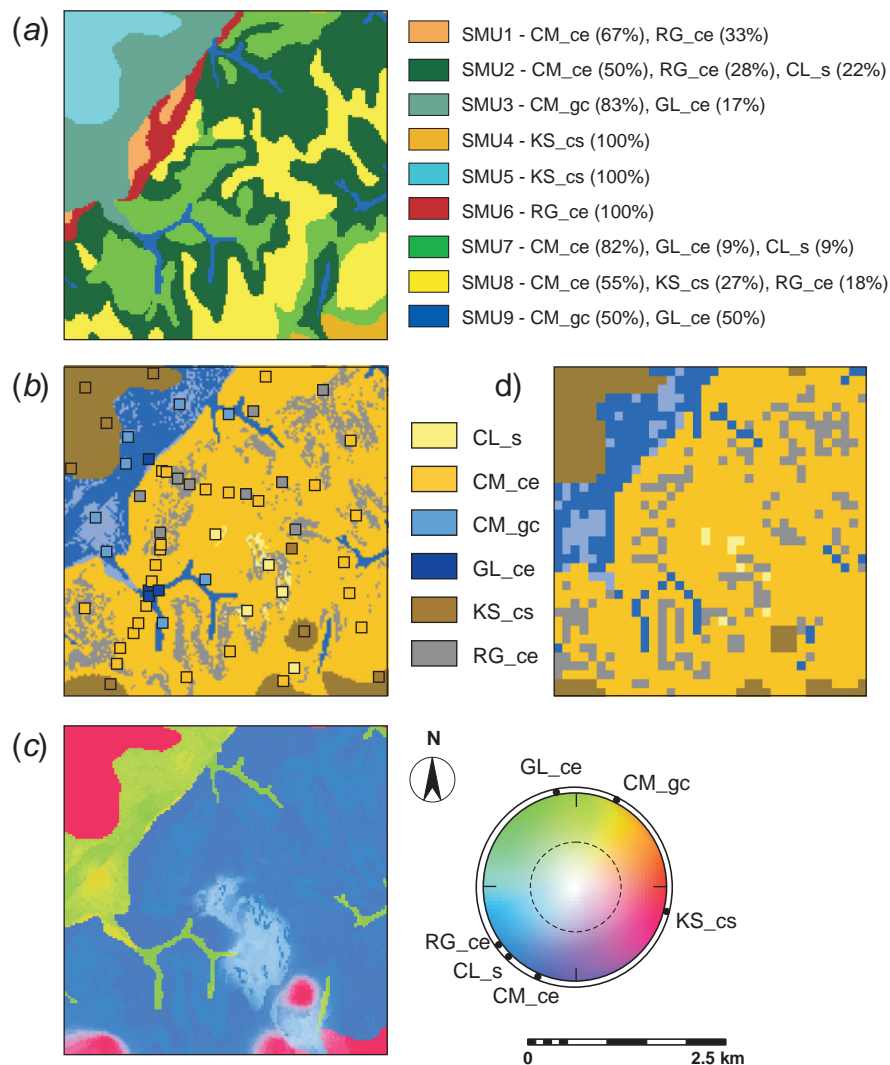 (a)
SMU1 - CM_ce (67%), RG_ce (33%)
SMU2 - CM_ce (50%), RG_ce (28%), CL_s (22%)
SMU3 - CM_gc (83%), GL_ce (17%)
SMU4 - KS_cs (100%)
SMU5 - KS_cs (100%)
SMU6 - RG_ce (100%)
SMU7 - CM_ce (82%), GL_ce (9%), CL_s (9%)
SMU8 - CM_ce (55%), KS_cs (27%), RG_ce (18%)
SMU9 - CM_gc (50%), GL_ce (50%)
(b)
d)
CL_s
CM_ce
CM_gc
GL_ce
KS_cs
RG_ce
(c)
N
GL_ce
CM_gc
KS_cs
RG_ce
CL_s
CM_ce
0 2.5 km